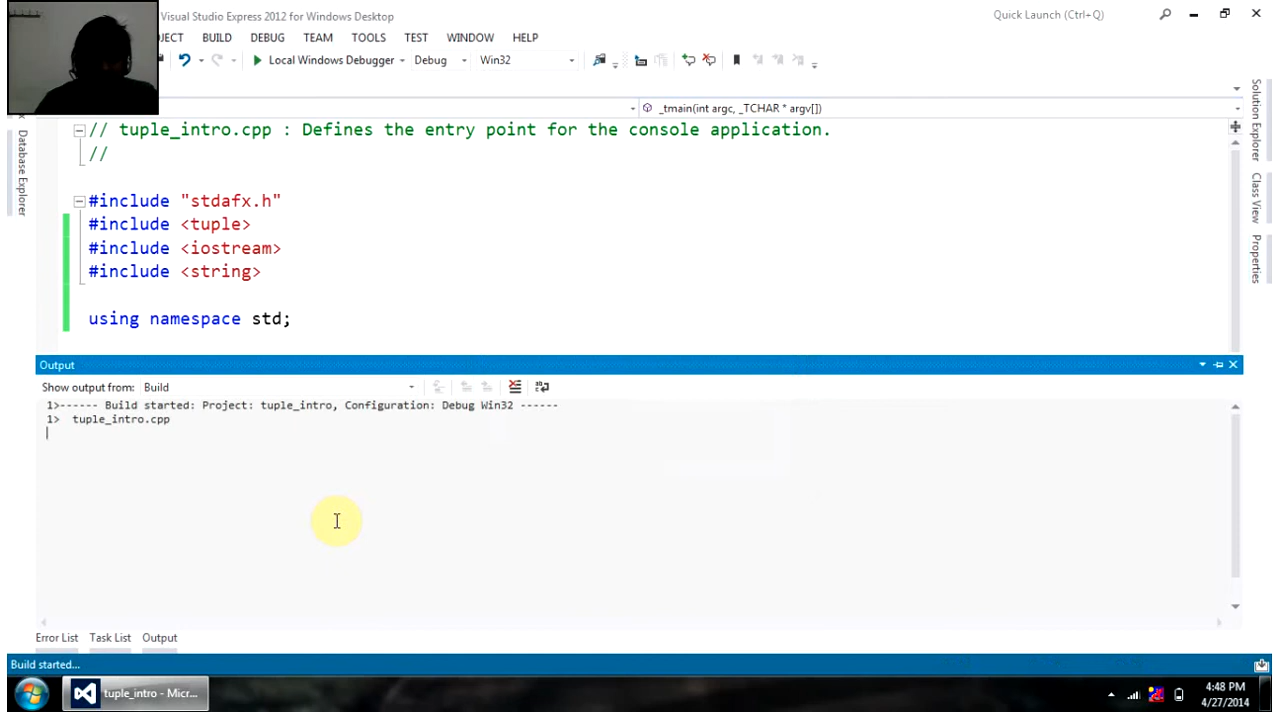 Visual Studio Express 2012 for Windows Desktop
Quick Launch (Ctrl+Q)
JECT BUILD DEBUG TEAM TOOLS TEST WINDOW HELP
Local Windows Debugger Debug Win32
_tmain(int argc, _TCHAR * argv[])
// tuple_intro.cpp : Defines the entry point for the console application.
//
#include "stdafx.h"
#include <tuple>
#include <iostream>
#include <string>
using namespace std;
Database Explorer
Solution Explorer
Class View
Properties
Output
Show output from: Build
1>------ Build started: Project: tuple_intro, Configuration: Debug Win32 ------
1> tuple_intro.cpp
Error List Task List Output
Build started...
tuple_intro - Micr...
4:48 PM
4/27/2014